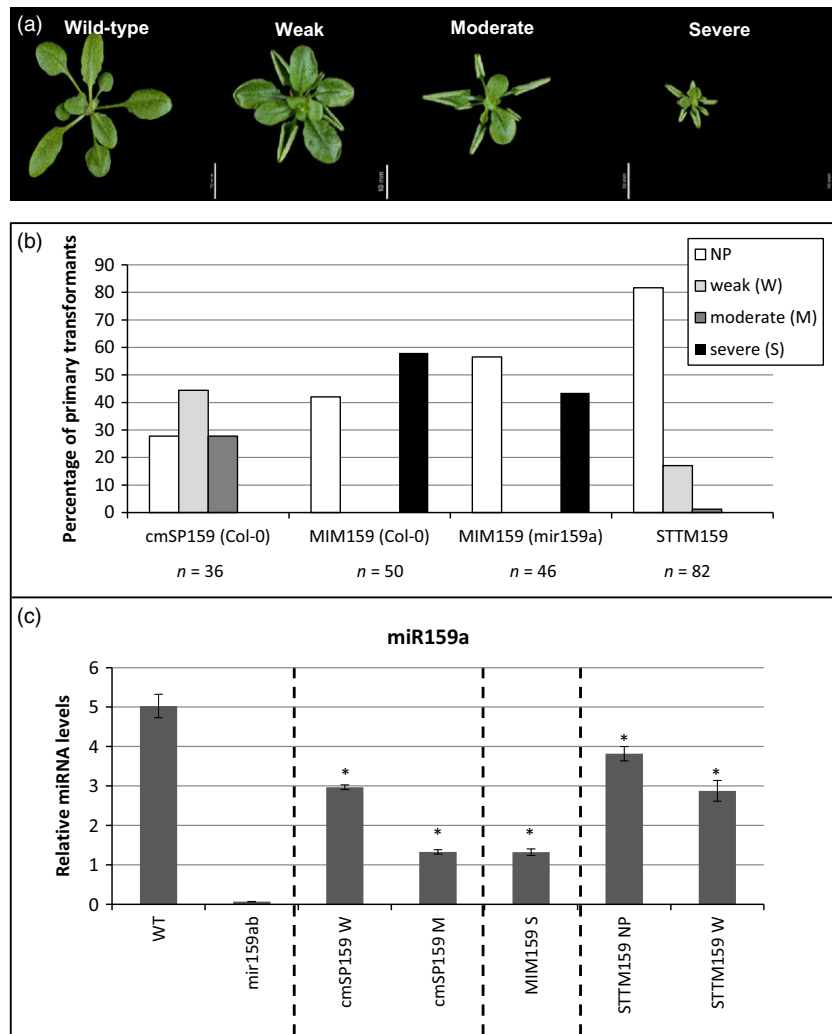 (a)
Wild-type
Weak
Moderate
Severe
10 mm
(b)
90
80
70
60
50
40
30
20
10
0
Percentage of primary transformants
NP
weak (W)
moderate (M)
severe (S)
cmSP159 (Col-0) MIM159 (Col-0) MIM159 (mir159a) STTM159
n = 36 n = 50 n = 46 n = 82
(c)
miR159a
6
5
4
3
2
1
0
Relative miRNA levels
* * * * *
WT
mir159ab
cmSP159 W
cmSP159 M
MIM159 S
STTM159 NP
STTM159 W